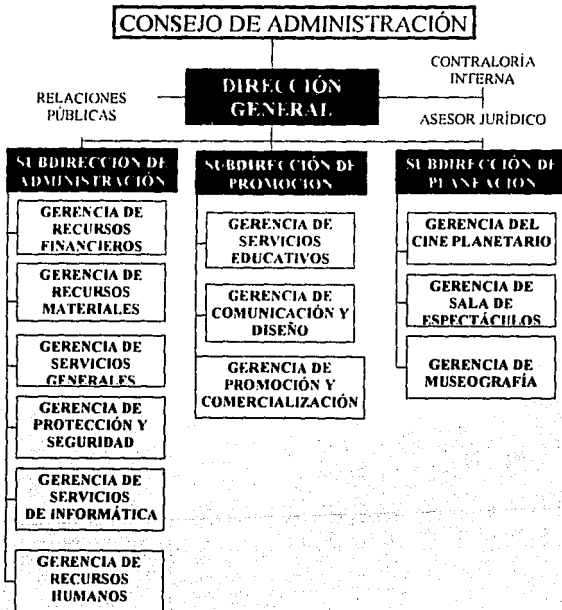 CONSEJO DE ADMINISTRACIÓN
DIRECCIÓN
GENERAL
RELACIONES
PÚBLICAS
CONTRALORÍA
INTERNA
ASESOR JURÍDICO
SUBDIRECCION DE
ADMINISTRACIÓN
GERENCIA DE
RECURSOS
FINANCIEROS
GERENCIA DE
RECURSOS
MATERIALES
GERENCIA DE
SERVICIOS
GENERALES
GERENCIA DE
PROTECCIÓN Y
SEGURIDAD
GERENCIA DE
SERVICIOS
DE INFORMÁTICA
GERENCIA DE
RECURSOS
HUMANOS
SUBDIRECCIÓN DE
PROMOCION
GERENCIA DE
SERVICIOS
EDUCATIVOS
GERENCIA DE
COMUNICACIÓN Y
DISEÑO
GERENCIA DE
PROMOCIÓN Y
COMERCIALIZACIÓN
SUBDIRECCIÓN DE
PLANEACION
GERENCIA DEL
CINE PLANETARIO
GERENCIA DE
SALA DE
ESPECTÁCULOS
GERENCIA DE
MUSEOGRAFÍA